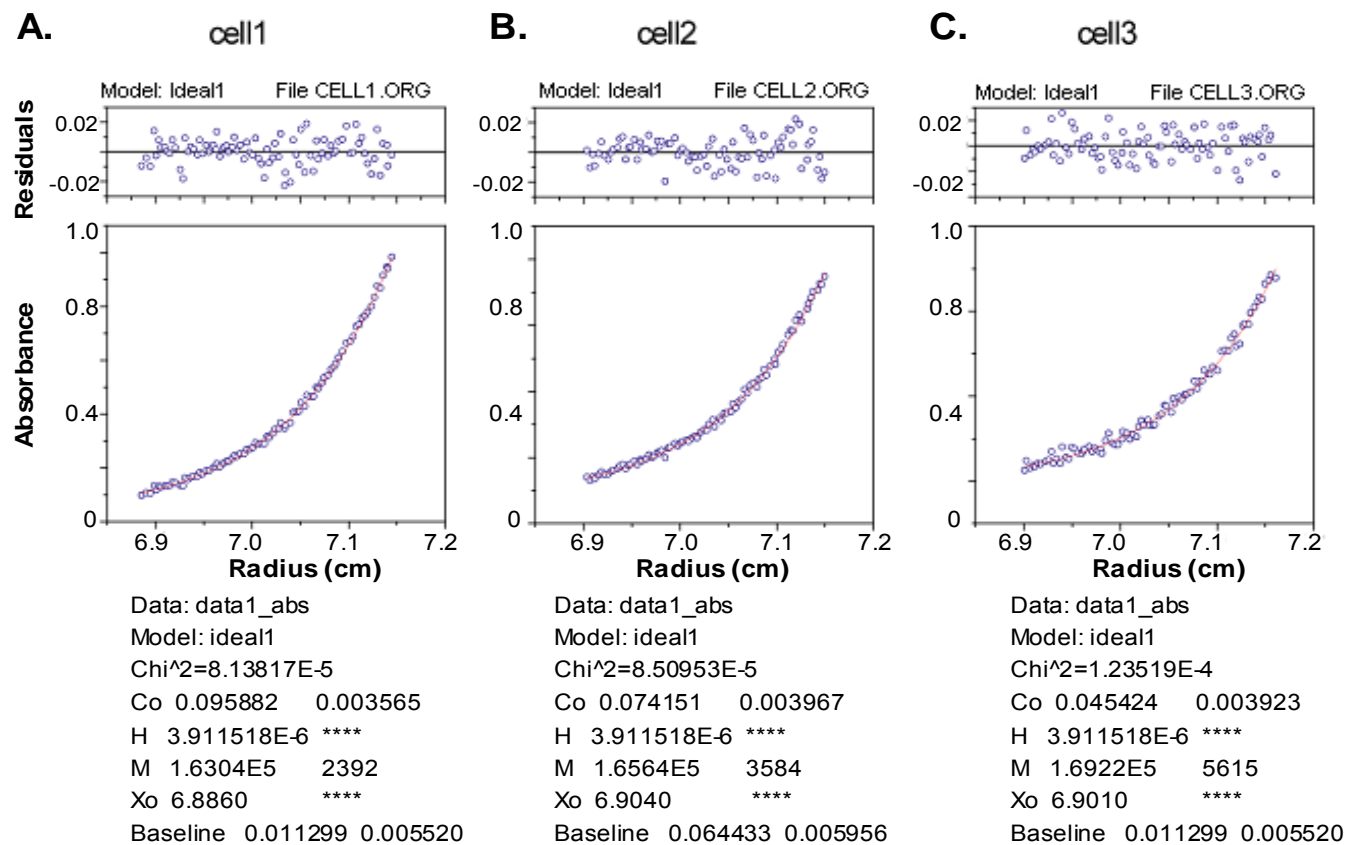 A. cell1
Model: Ideal1 File CELL1.ORG
Residuals
0.02
-0.02
Absorbance
1.0
0.8
0.4
0
6.9 7.0 7.1 7.2
Radius (cm)
Data: data1_abs
Model: ideal1
Chi^2=8.13817E-5
Co 0.095882 0.003565
H 3.911518E-6 ****
M 1.6304E5 2392
Xo 6.8860 ****
Baseline 0.011299 0.005520
B. cell2
Model: Ideal1 File CELL2.ORG
0.02
-0.02
1.0
0.8
0.4
0
6.9 7.0 7.1 7.2
Radius (cm)
Data: data1_abs
Model: ideal1
Chi^2=8.50953E-5
Co 0.074151 0.003967
H 3.911518E-6 ****
M 1.6564E5 3584
Xo 6.9040 ****
Baseline 0.064433 0.005956
C. cell3
Model: Ideal1 File CELL3.ORG
0.02
-0.02
1.0
0.8
0.4
0
6.9 7.0 7.1 7.2
Radius (cm)
Data: data1_abs
Model: ideal1
Chi^2=1.23519E-4
Co 0.045424 0.003923
H 3.911518E-6 ****
M 1.6922E5 5615
Xo 6.9010 ****
Baseline 0.011299 0.005520